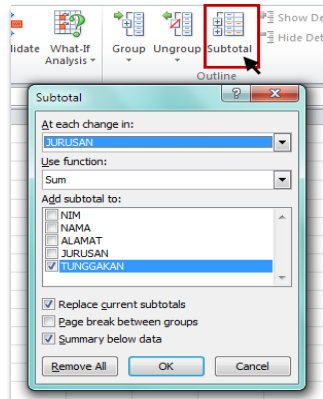 lidate What-If Analysis Group Ungroup Subtotal
Show De
Hide Det
Outline
Subtotal
At each change in:
JURUSAN
Use function:
Sum
Add subtotal to:
NIM
NAMA
ALAMAT
JURUSAN
TUNGGAKAN
Replace current subtotals
Page break between groups
Summary below data
Remove All OK Cancel